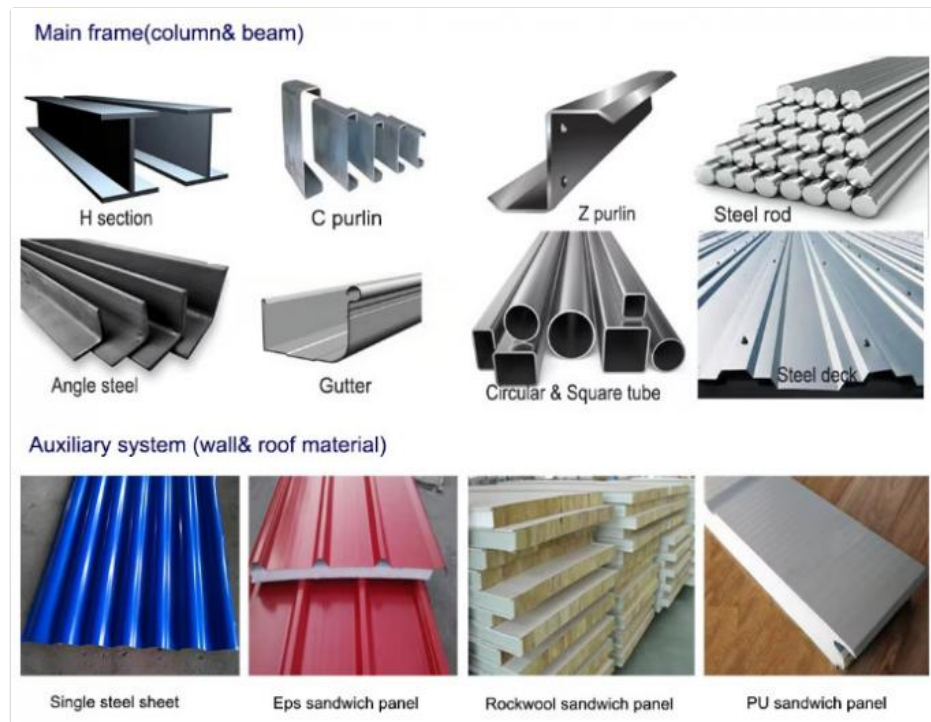 Main frame(column& beam)
H section
C purlin
Z purlin
Steel rod
Angle steel
Gutter
Circular & Square tube
Steel deck
Auxiliary system (wall& roof material)
Single steel sheet
Eps sandwich panel
Rockwool sandwich panel
PU sandwich panel